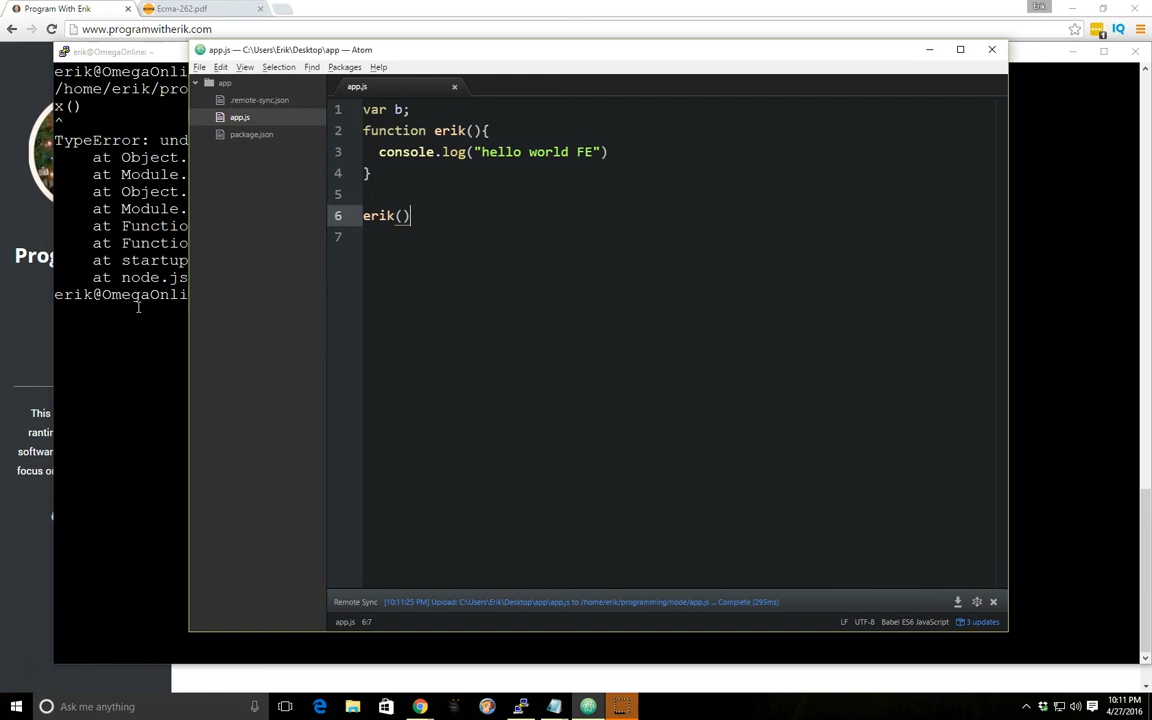 Program With Erik
Ecma-262.pdf
Erik
www.programwitherik.com
erik@OmegaOnline: ~
app.js — C:\Users\Erik\Desktop\app — Atom
File Edit View Selection Find Packages Help
erik@OmegaOnli
/home/erik/pro
x()
^
TypeError: und
at Object.
at Module.
at Object.
at Module.
at Functio
at Functio
at startup
at node.js
erik@OmegaOnli
Prog
This
rantin
softwa
focus on
app
.remote-sync.json
app.js
package.json
app.js
1 var b;
2 function erik(){
3 console.log("hello world FE")
4 }
5
6 erik()
7
Remote Sync [10:11:25 PM] Upload: C:\Users\Erik\Desktop\app\app.js to /home/erik/programming/node/app.js ... Complete (295ms)
app.js 6:7 LF UTF-8 Babel ES6 JavaScript 3 updates
Ask me anything
10:11 PM
4/27/2016